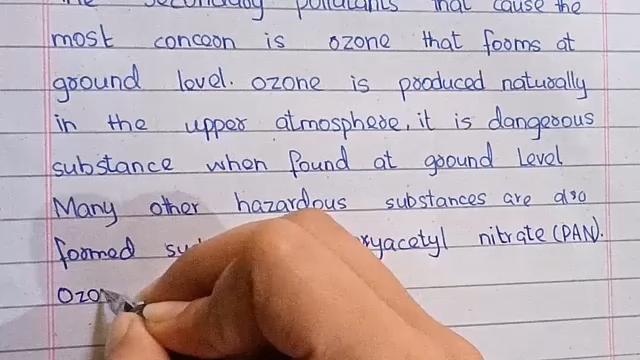 secondary pollutants that cause the
most concern is ozone that forms at
ground level. Ozone is produced naturally
in the upper atmosphere, it is dangerous
substance when found at ground level
Many other hazardous substances are also
formed nitrate (PAN).